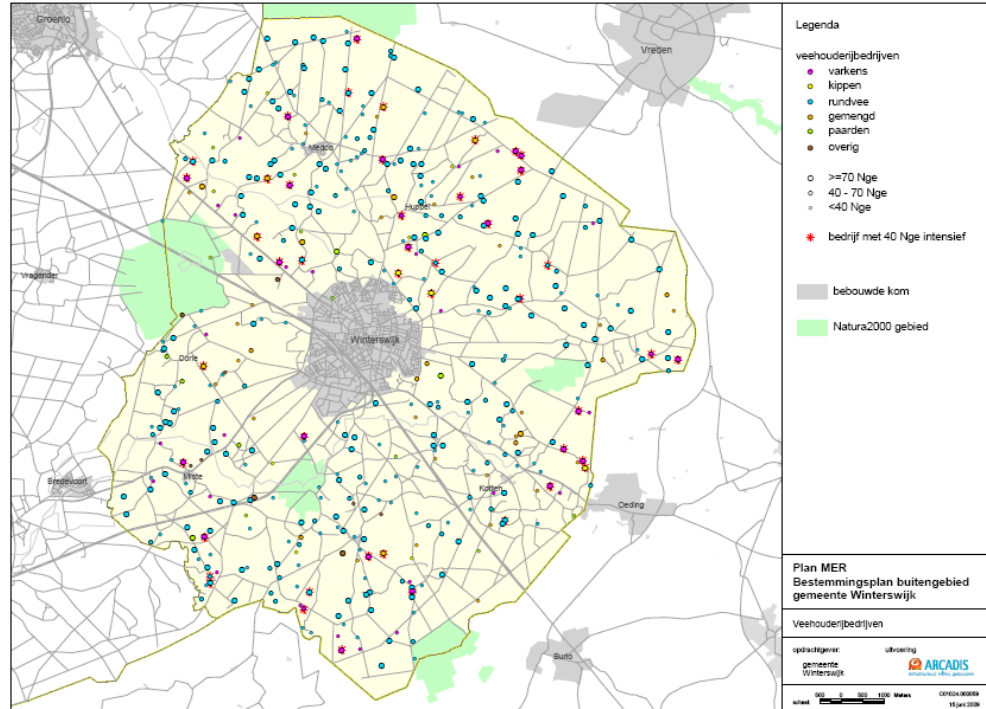 Groenlo
Vreden
Medco
Huppel
Vragender
Winterswijk
Corle
Bredevoort
Miste
Kotten
Oeding
Burlo
Legenda
veehouderijbedrijven
varkens
kippen
rundvee
gemengd
paarden
overig
>=70 Nge
40 - 70 Nge
<40 Nge
bedrijf met 40 Nge intensief
bebouwde kom
Natura2000 gebied
Plan MER
Bestemmingsplan buitengebied
gemeente Winterswijk
Veehouderijbedrijven
opdrachtgever: uitvoering
gemeente
Winterswijk
ARCADIS
schaal 500 0 500 1000 Meters
15 juni 2009